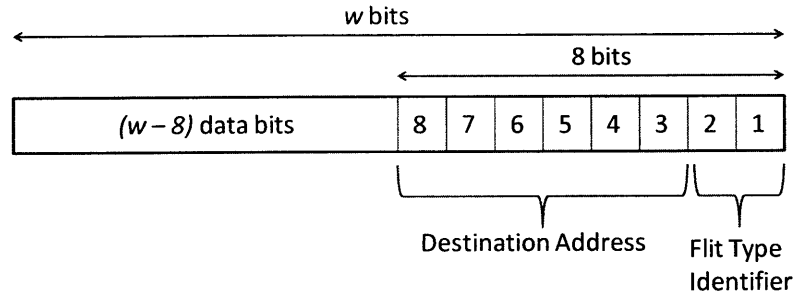 w bits
8 bits
(w – 8) data bits 8 7 6 5 4 3 2 1
Destination Address
Flit Type
Identifier